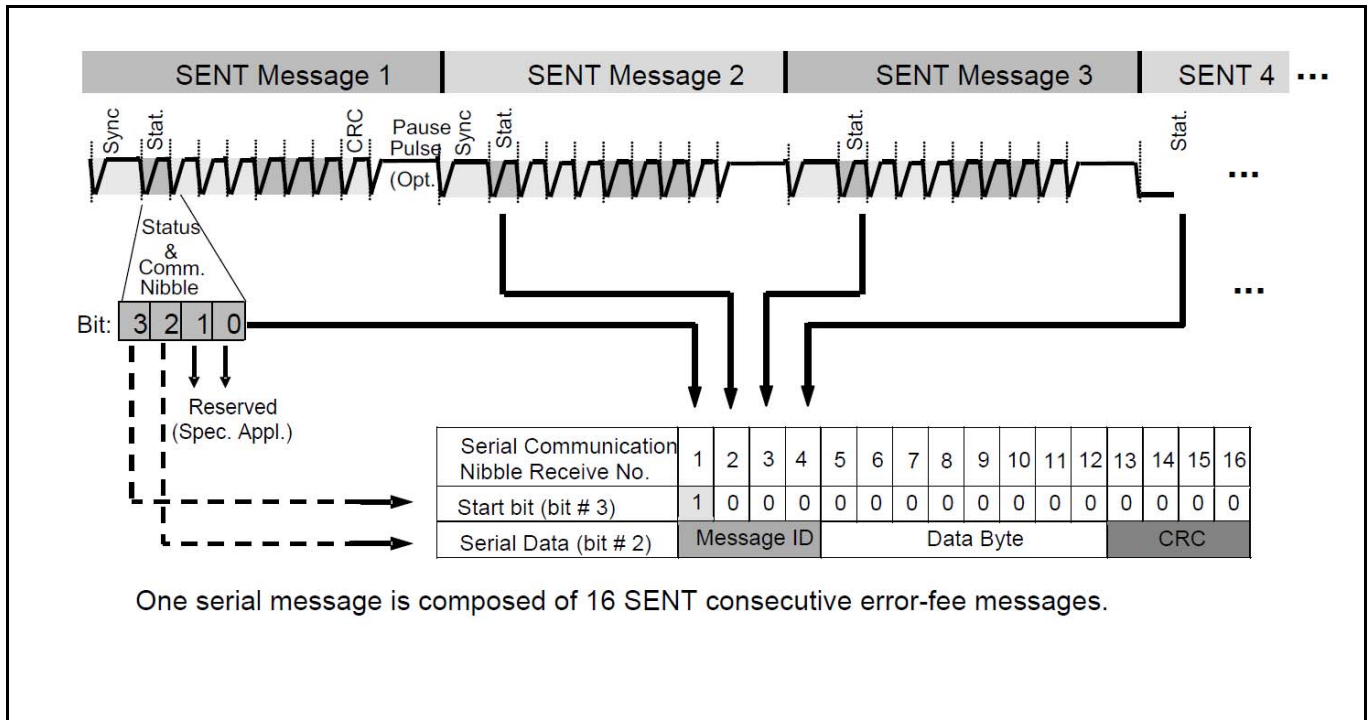 SENT Message 1 SENT Message 2 SENT Message 3 SENT 4 ...
Sync Stat. CRC Pause Pulse (Opt. Sync Stat. Stat. Stat.
...
Status
&
Comm.
Nibble
...
Bit: 3 2 1 0
Reserved
(Spec. Appl.)
Serial Communication
Nibble Receive No. 1 2 3 4 5 6 7 8 9 10 11 12 13 14 15 16
Start bit (bit # 3) 1 0 0 0 0 0 0 0 0 0 0 0 0 0 0 0
Serial Data (bit # 2) Message ID Data Byte CRC
One serial message is composed of 16 SENT consecutive error-fee messages.